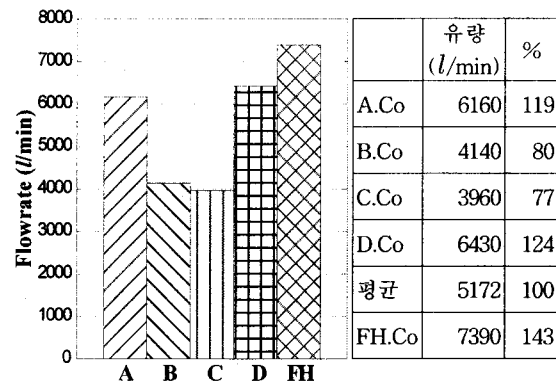 8000
7000
6000
5000
4000
3000
2000
1000
0
Flowrate (l/min)
A B C D FH
유량 (l/min) %
A.Co 6160 119
B.Co 4140 80
C.Co 3960 77
D.Co 6430 124
평균 5172 100
FH.Co 7390 143